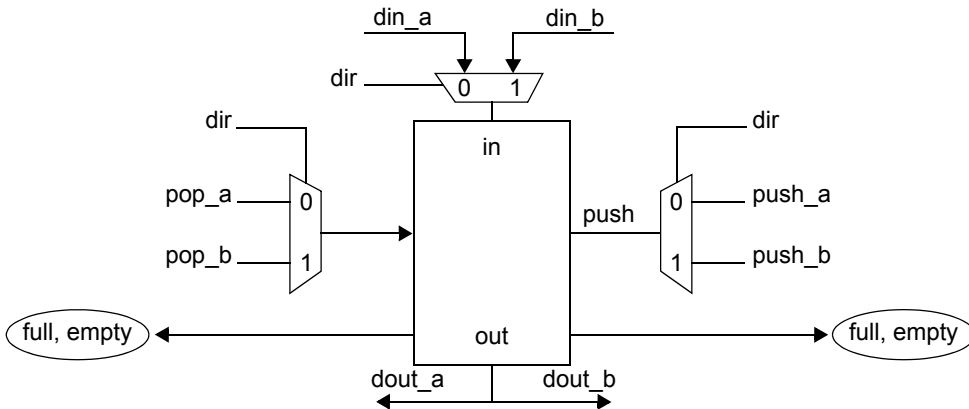 din_a din_b
dir 0 1
dir dir
in
pop_a 0 push 0 push_a
pop_b 1 1 push_b
full, empty out full, empty
dout_a dout_b